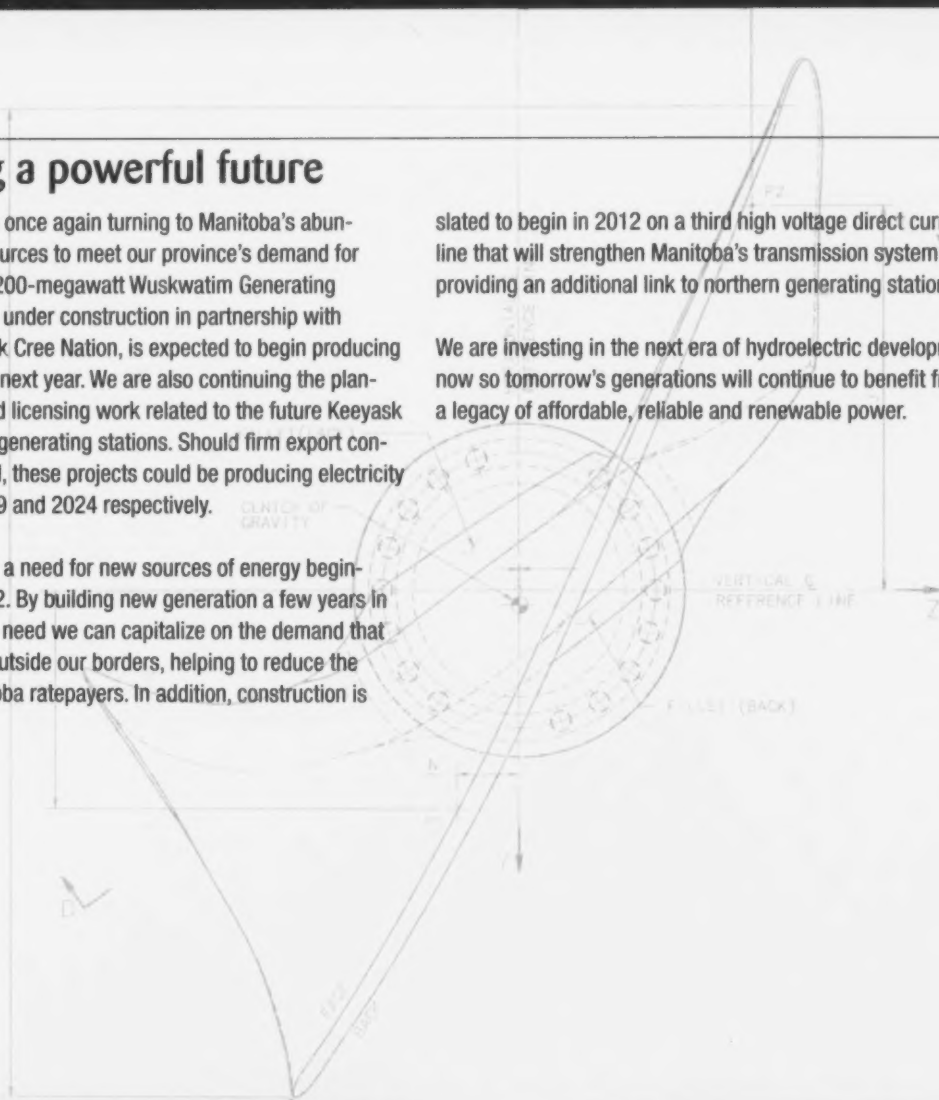 a powerful future
once again turning to Manitoba's abun-
urces to meet our province's demand for
200-megawatt Wuskwatim Generating
under construction in partnership with
k Cree Nation, is expected to begin producing
next year. We are also continuing the plan-
d licensing work related to the future Keeyask
generating stations. Should firm export con-
, these projects could be producing electricity
9 and 2024 respectively.
a need for new sources of energy begin-
2. By building new generation a few years in
need we can capitalize on the demand that
utside our borders, helping to reduce the
ba ratepayers. In addition, construction is
slated to begin in 2012 on a third high voltage direct cur
line that will strengthen Manitoba's transmission system
providing an additional link to northern generating station
We are investing in the next era of hydroelectric develop
now so tomorrow's generations will continue to benefit f
a legacy of affordable, reliable and renewable power.
P2
CENTER OF
GRAVITY
VERTICAL
REFERENCE LINE
Z
FILLET (BACK)
N
D
BACK